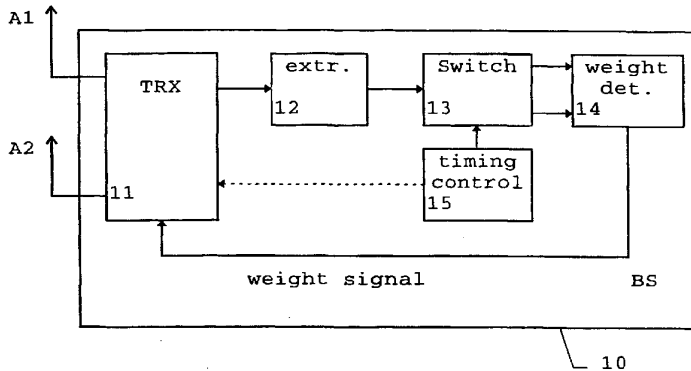 A1
extr.
Switch
weight
det.
TRX
12
13
14
A2
timing
control
11
15
weight signal
BS
10